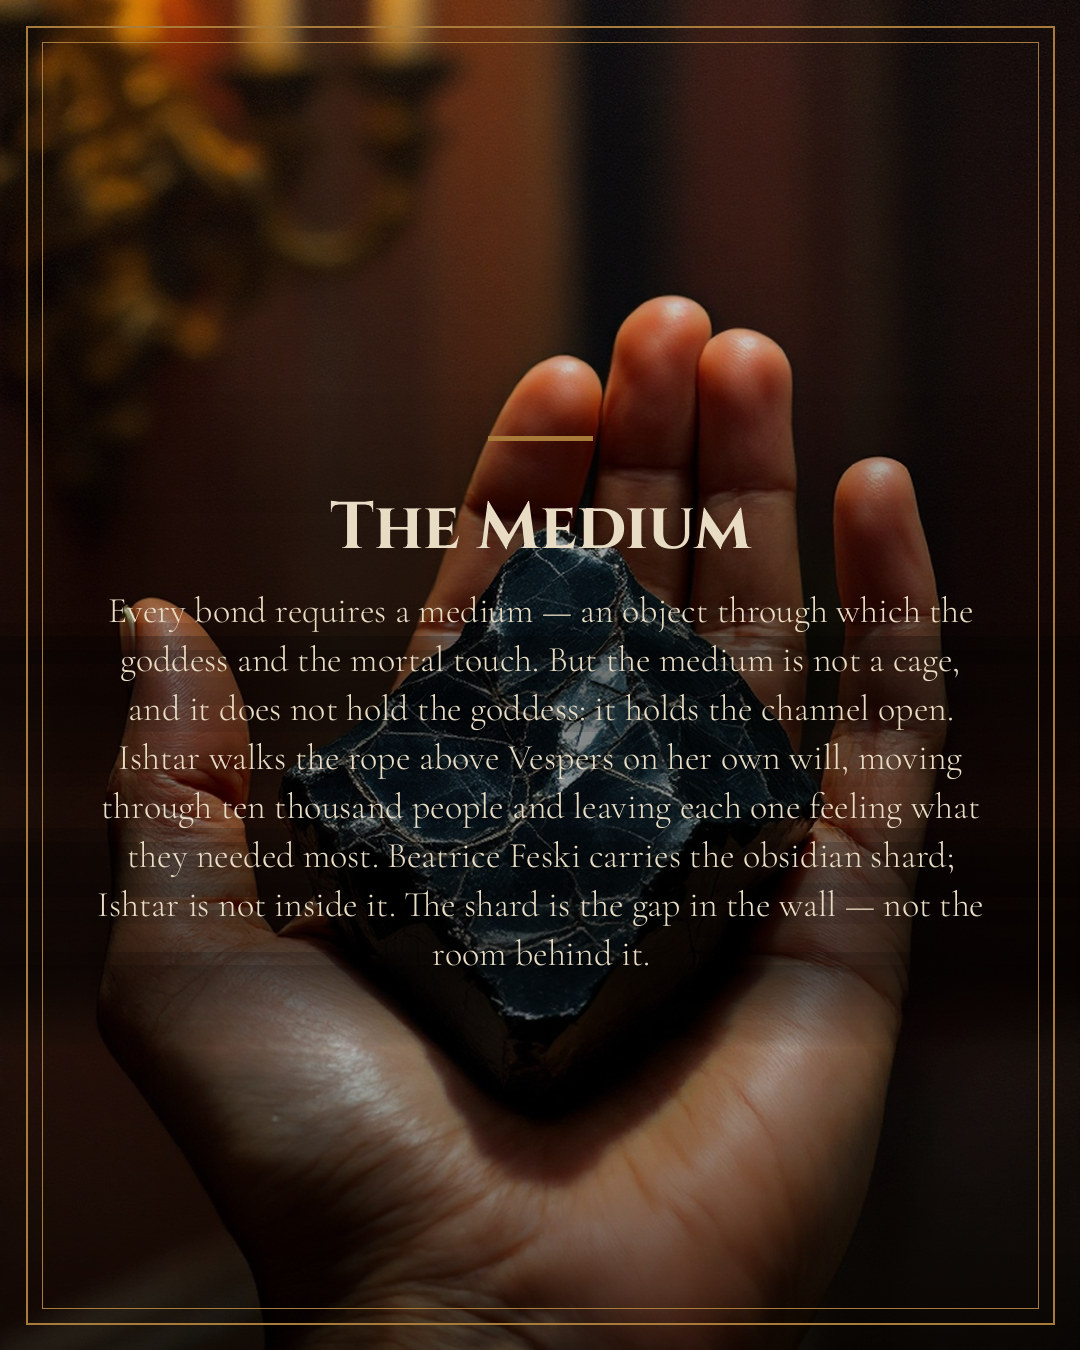 The Medium
Every bond requires a medium — an object through which the
goddess and the mortal touch. But the medium is not a cage,
and it does not hold the goddess: it holds the channel open.
Ishtar walks the rope above Vespers on her own will, moving
through ten thousand people and leaving each one feeling what
they needed most. Beatrice Feski carries the obsidian shard;
Ishtar is not inside it. The shard is the gap in the wall — not the
room behind it.